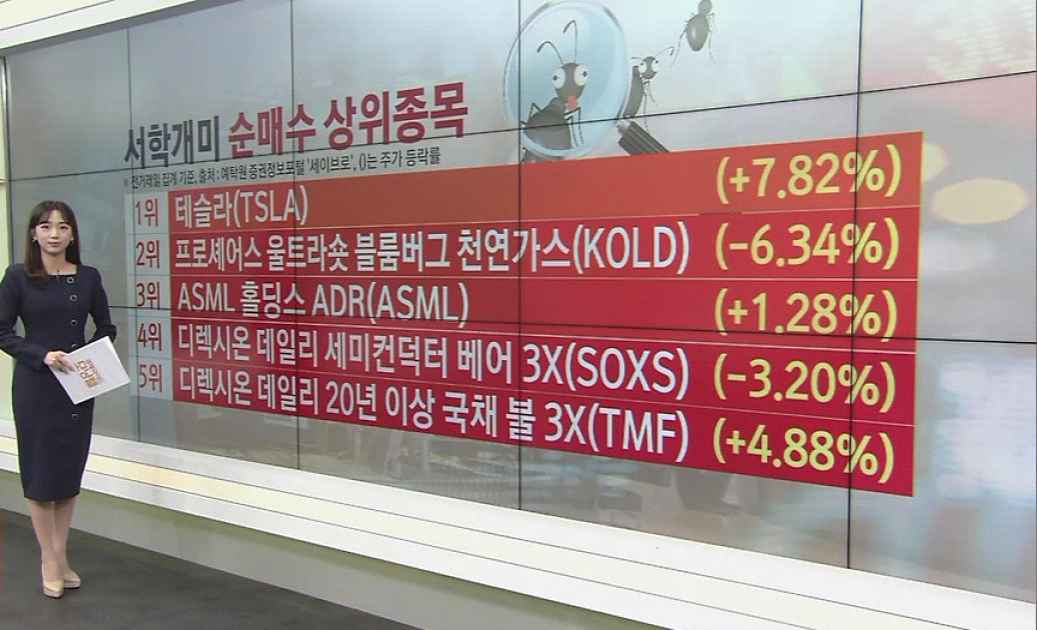 서학개미 순매수 상위종목
* 전거래일 집계 기준, 출처 : 예탁원 증권정보포털 '세이브로', ()는 주가 등락률
1위 테슬라(TSLA) (+7.82%)
2위 프로셰어스 울트라숏 블룸버그 천연가스(KOLD) (-6.34%)
3위 ASML 홀딩스 ADR(ASML) (+1.28%)
4위 디렉시온 데일리 세미컨덕터 베어 3X(SOXS) (-3.20%)
5위 디렉시온 데일리 20년 이상 국채 불 3X(TMF) (+4.88%)